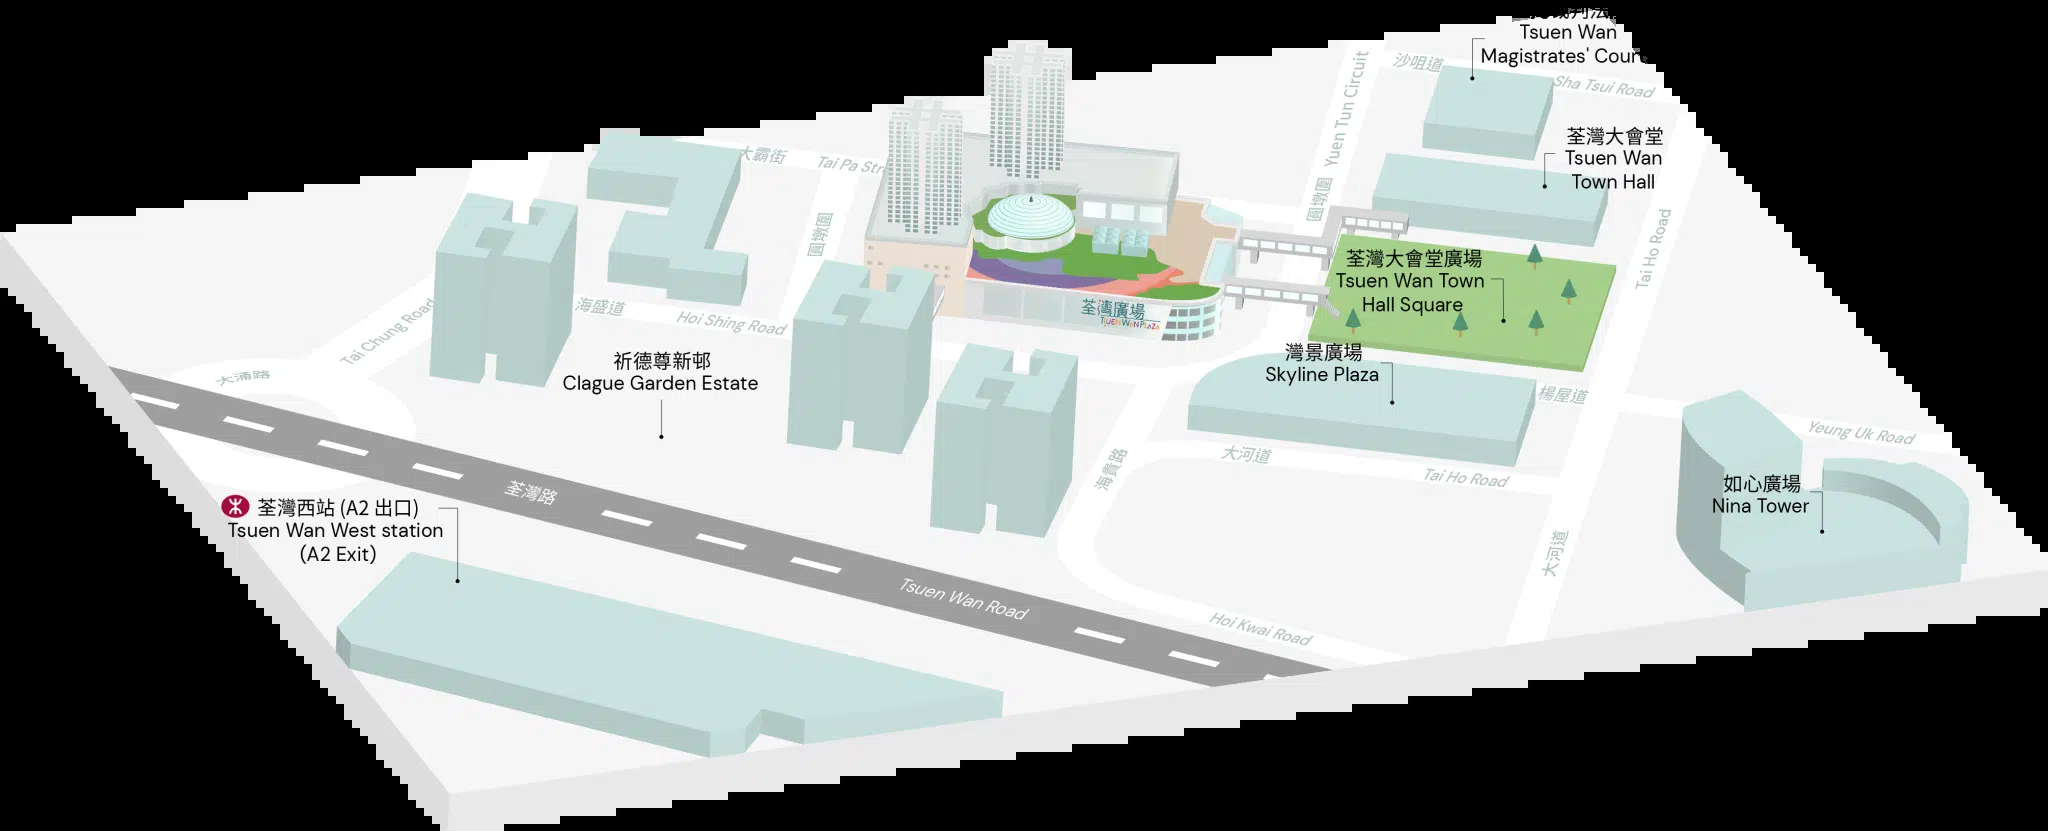 Tsuen Wan
Magistrates' Court
沙咀道
Sha Tsui Road
圓墩圍 Yuen Tun Circuit
荃灣大會堂
Tsuen Wan
Town Hall
大霸街
Tai Pa Str
圓墩圍
Tai Ho Road
荃灣大會堂廣場
Tsuen Wan Town
Hall Square
荃灣廣場
TSUEN WAN PLAZA
海盛道
Hoi Shing Road
Tai Chung Road
大涌路
祈德尊新邨
Clague Garden Estate
灣景廣場
Skyline Plaza
楊屋道
Yeung Uk Road
大河道
Tai Ho Road
海貴路
如心廣場
Nina Tower
荃灣路
荃灣西站 (A2 出口)
Tsuen Wan West station
(A2 Exit)
大河道
Tsuen Wan Road
Hoi Kwai Road